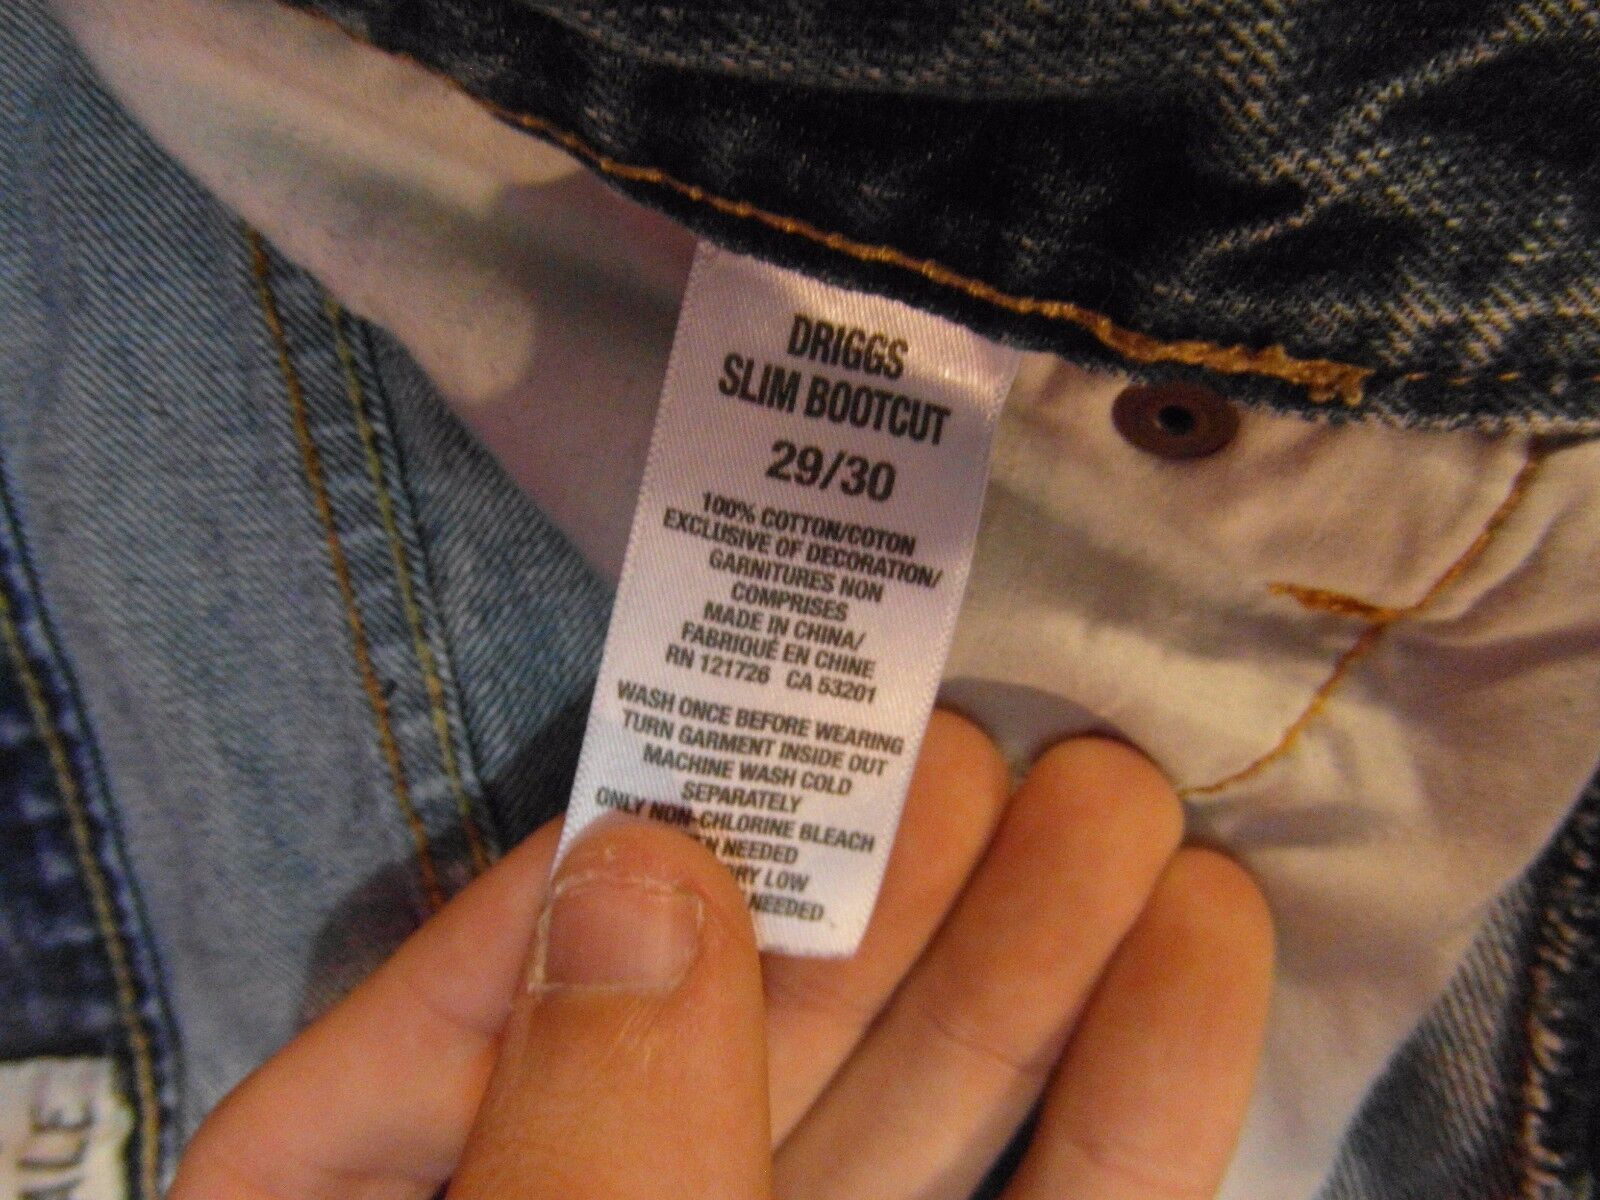 DRIGGS
SLIM BOOTCUT
29/30
100% COTTON/COTON
EXCLUSIVE OF DECORATION/
GARNITURES NON
COMPRISES
MADE IN CHINA/
FABRIQUÉ EN CHINE
RN 121726 CA 53201
WASH ONCE BEFORE WEARING
TURN GARMENT INSIDE OUT
MACHINE WASH COLD
SEPARATELY
ONLY NON-CHLORINE BLEACH
NEEDED
LOW
NEEDED